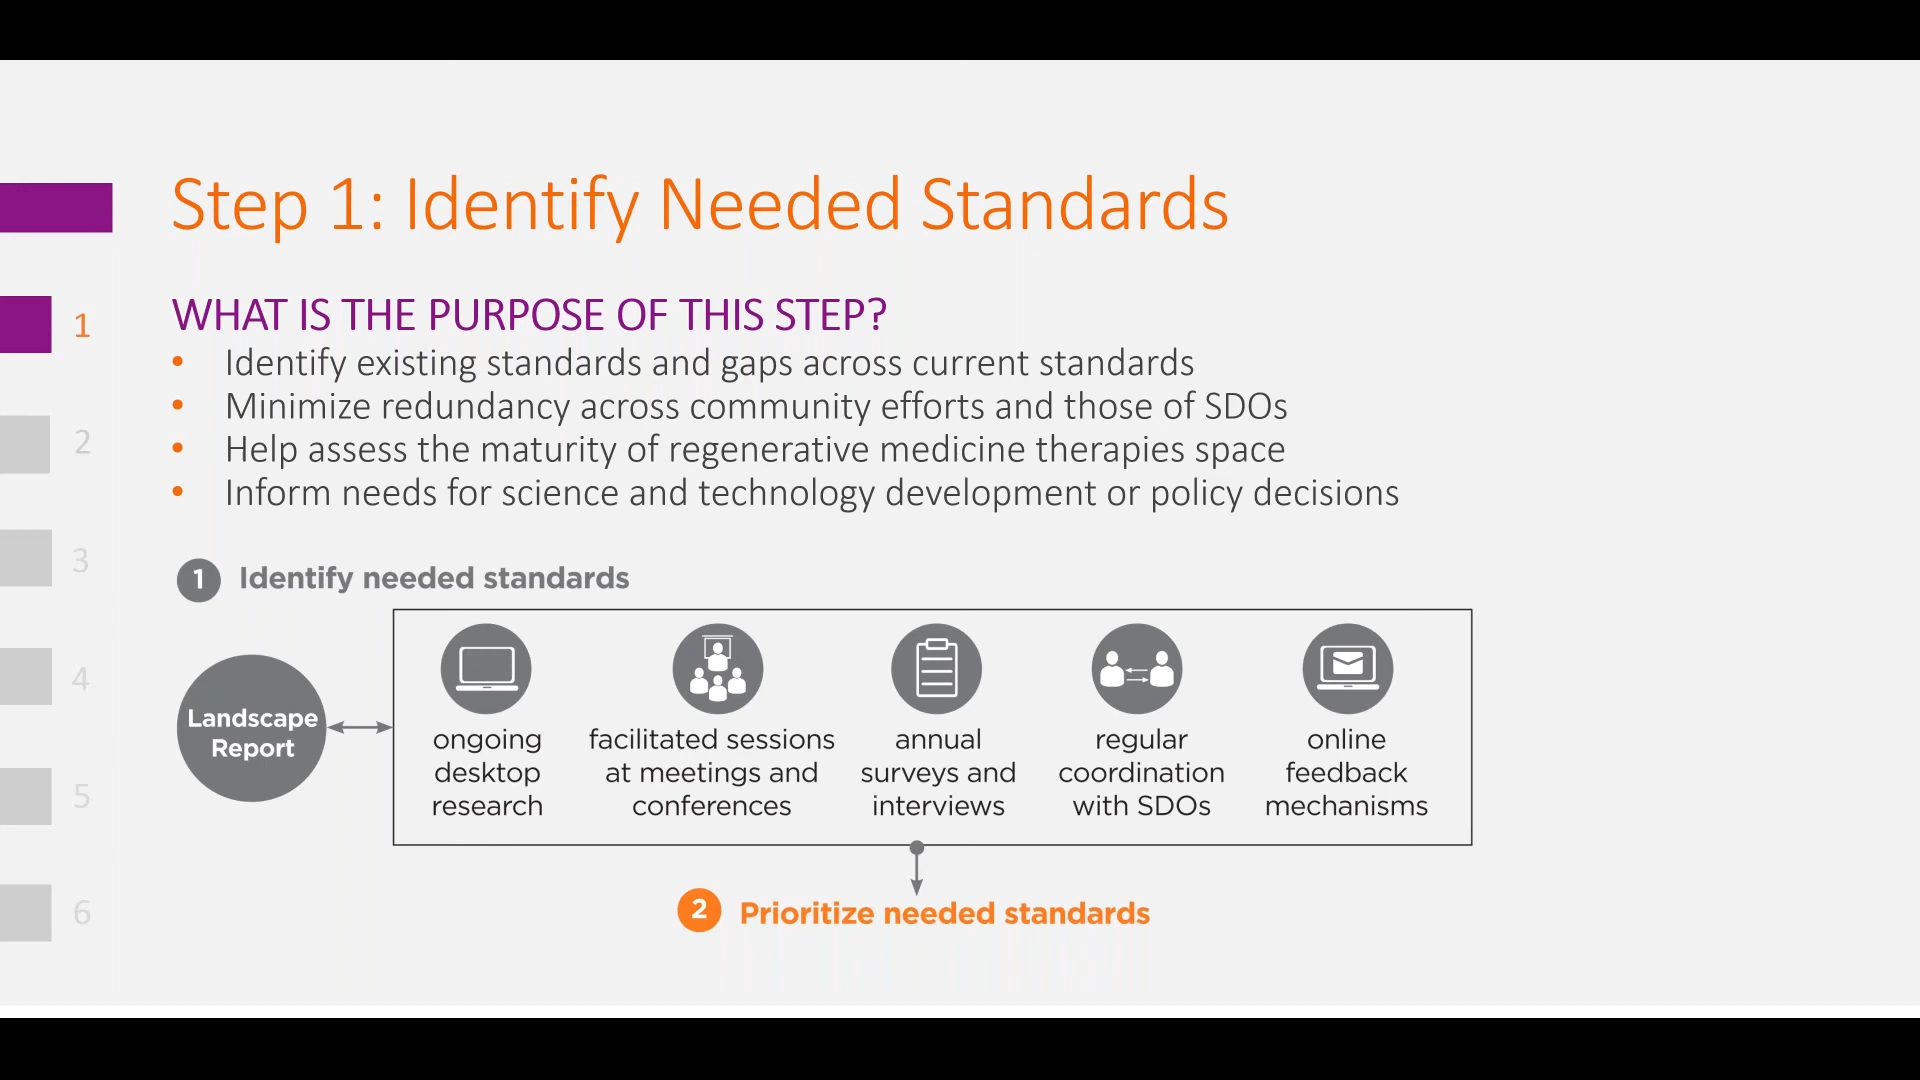 Step 1: Identify Needed Standards
1
2
3
4
5
6
WHAT IS THE PURPOSE OF THIS STEP?
• Identify existing standards and gaps across current standards
• Minimize redundancy across community efforts and those of SDOs
• Help assess the maturity of regenerative medicine therapies space
• Inform needs for science and technology development or policy decisions
1 Identify needed standards
Landscape
Report
ongoing
desktop
research
facilitated sessions
at meetings and
conferences
annual
surveys and
interviews
regular
coordination
with SDOs
online
feedback
mechanisms
2 Prioritize needed standards